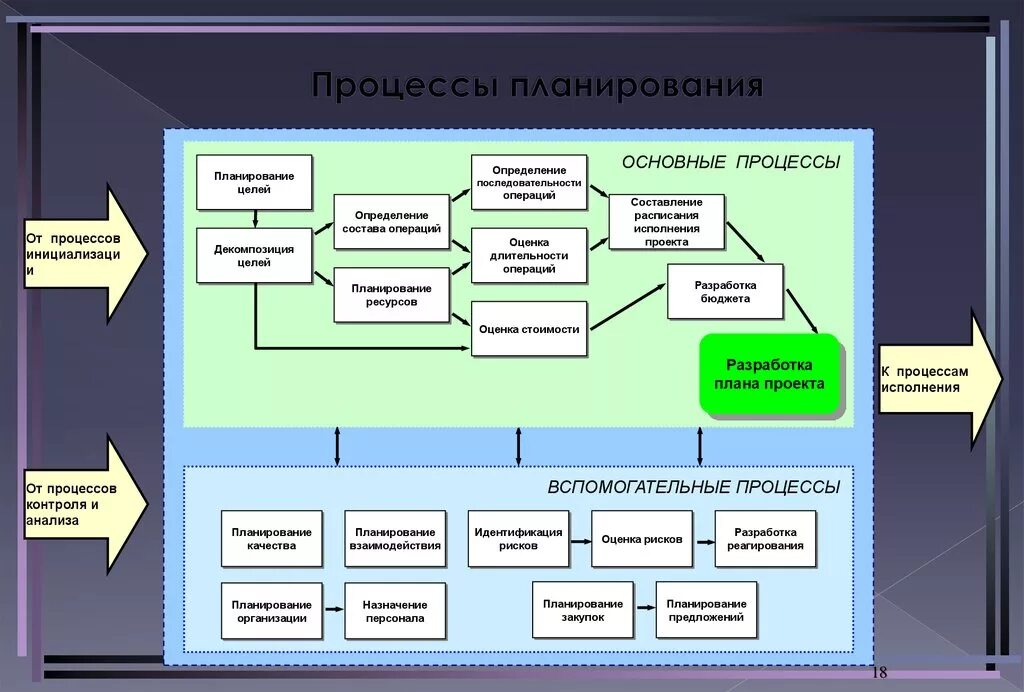 Процессы планирования
ОСНОВНЫЕ ПРОЦЕССЫ
Планирование
целей
Декомпозиция
целей
Определение
состава операций
Планирование
ресурсов
Определение
последовательности
операций
Оценка
длительности
операций
Оценка стоимости
Составление
расписания
исполнения
проекта
Разработка
бюджета
Разработка
плана проекта
От процессов
инициализаци
и
От процессов
контроля и
анализа
К процессам
исполнения
ВСПОМОГАТЕЛЬНЫЕ ПРОЦЕССЫ
Планирование
качества
Планирование
взаимодействия
Идентификация
рисков
Оценка рисков
Разработка
реагирования
Планирование
организации
Назначение
персонала
Планирование
закупок
Планирование
предложений
18